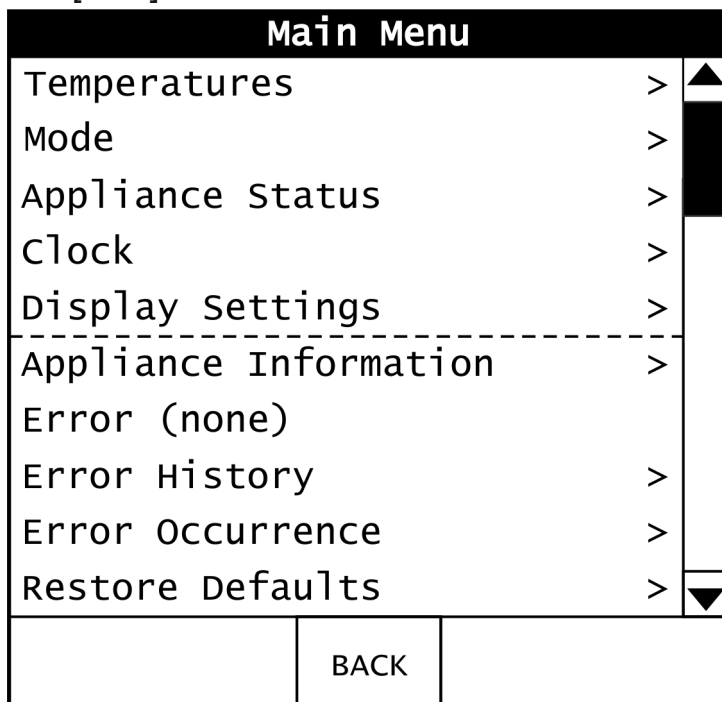 Main Menu
Temperatures >
Mode >
Appliance Status >
Clock >
Display Settings >
Appliance Information >
Error (none)
Error History >
Error Occurrence >
Restore Defaults >
BACK